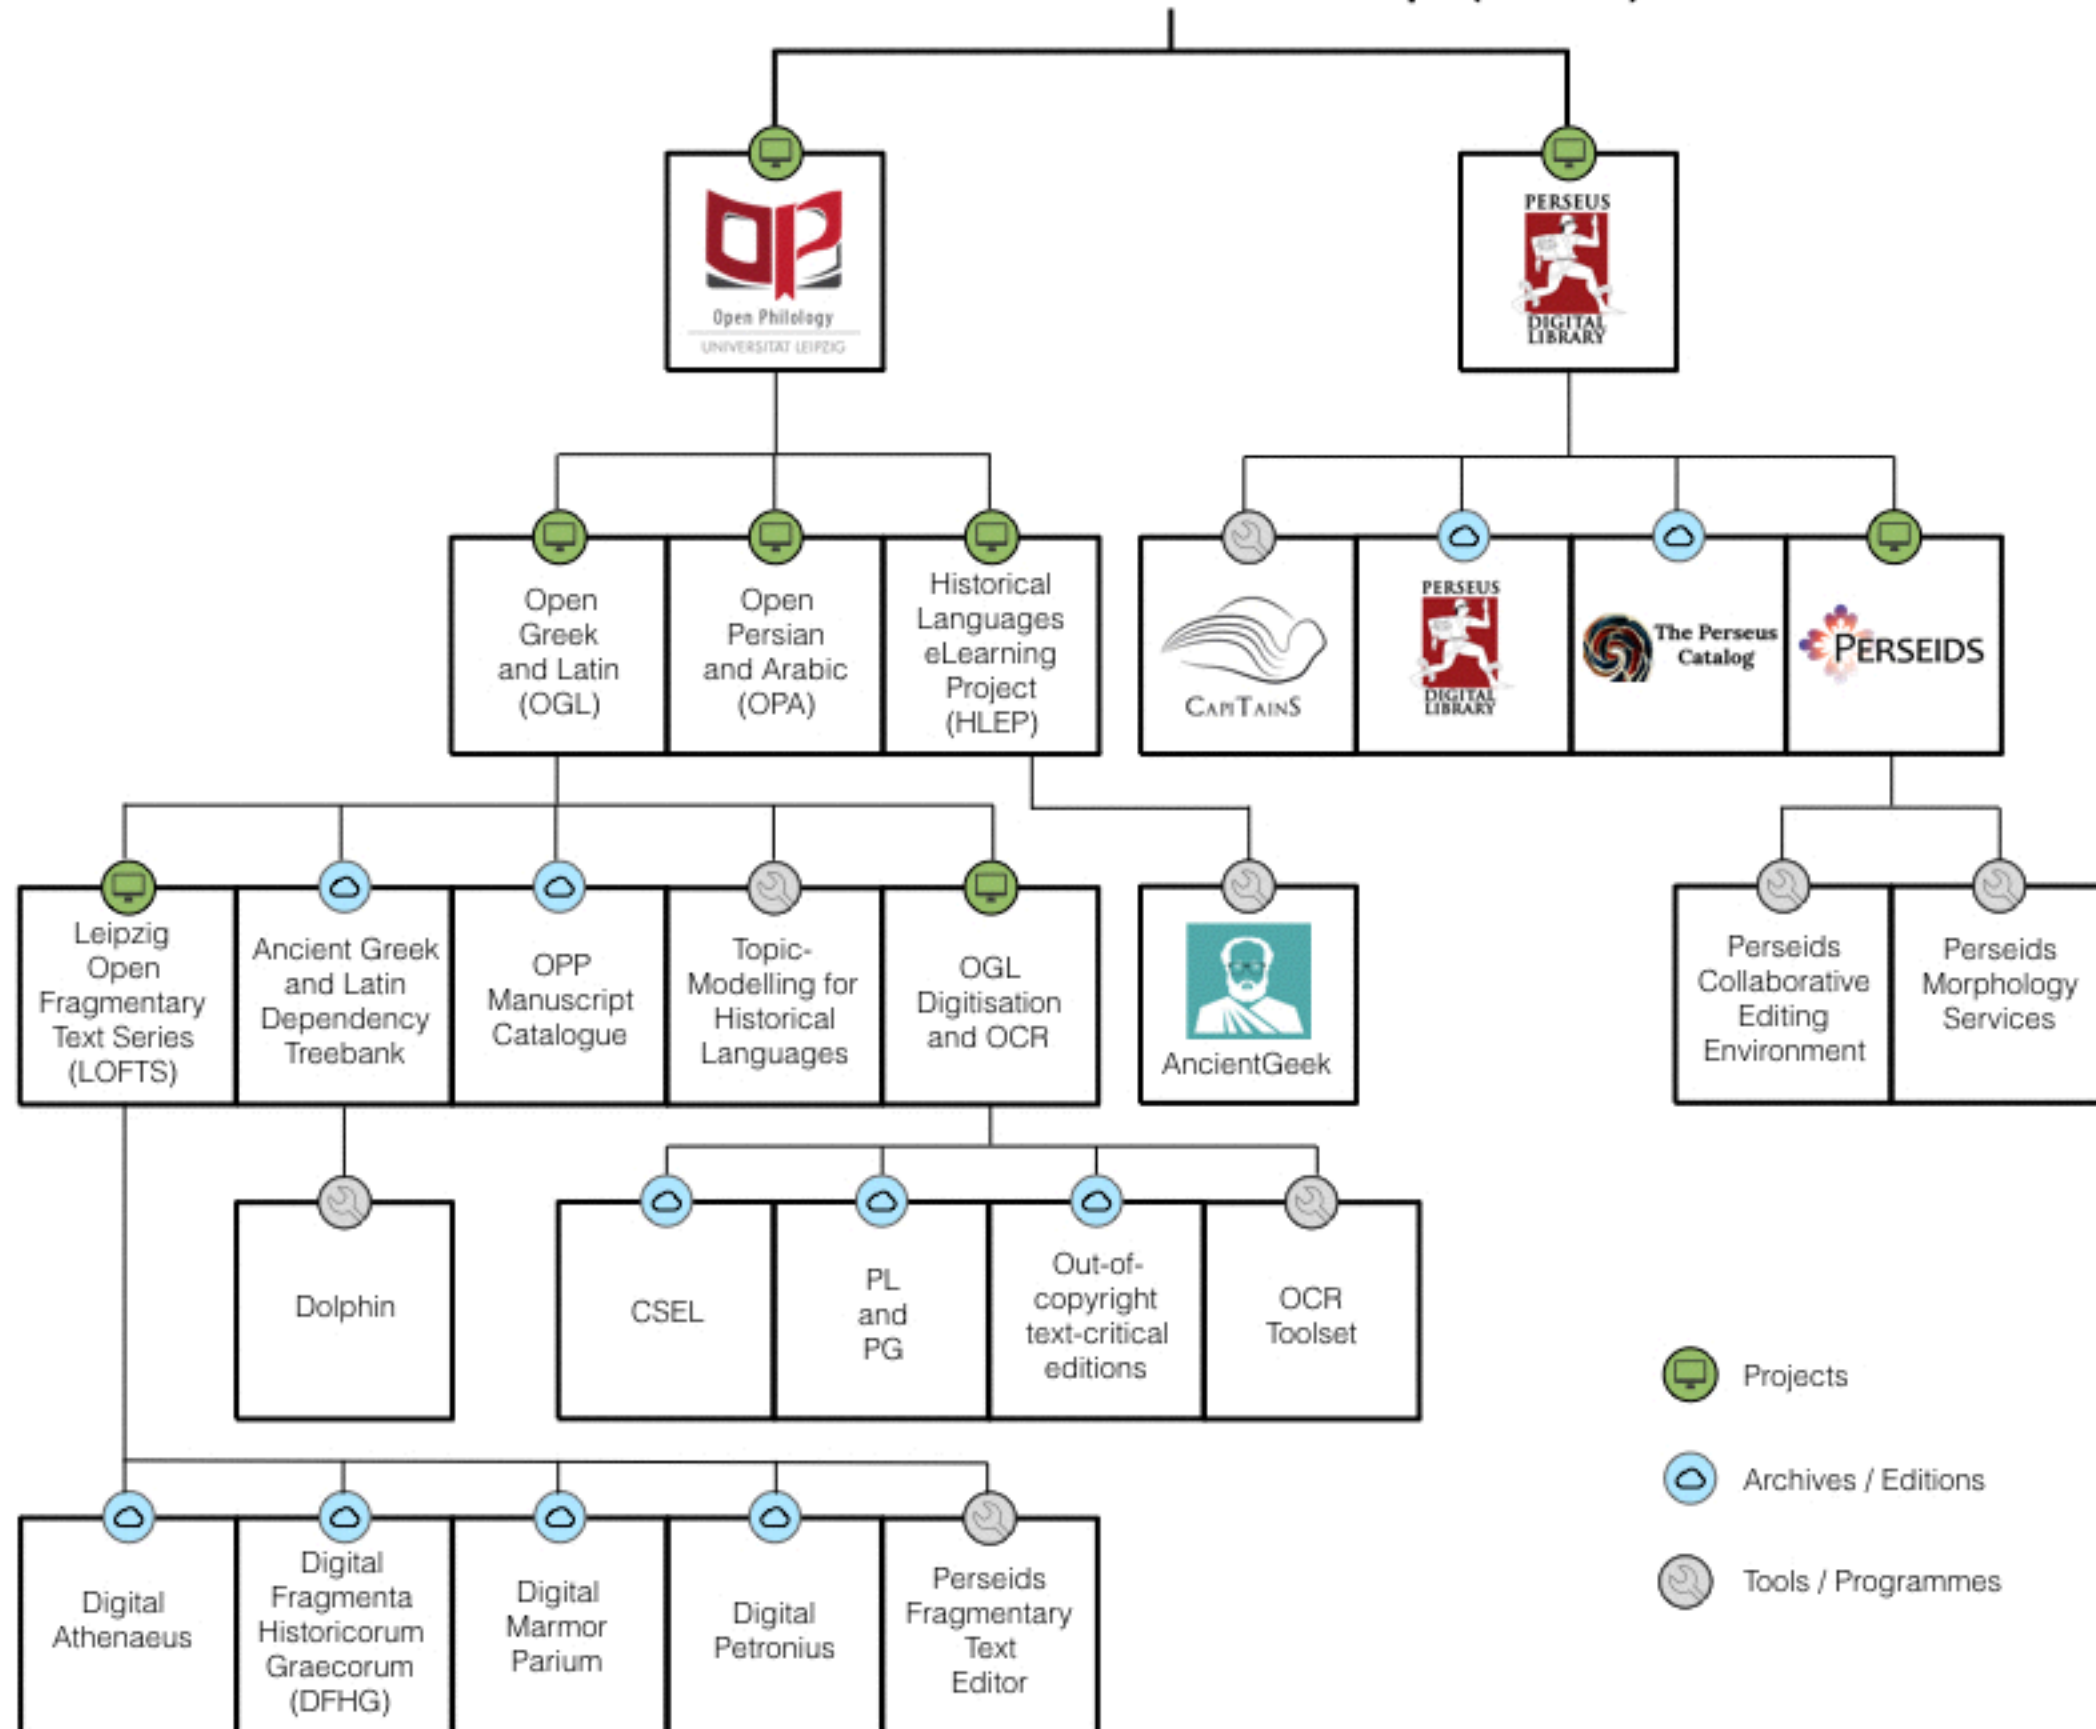 Open Philology
UNIVERSITÄT LEIPZIG
PERSEUS
DIGITAL
LIBRARY
Open
Greek
and Latin
(OGL)
Open
Persian
and Arabic
(OPA)
Historical
Languages
eLearning
Project
(HLEP)
CAPITAINS
PERSEUS
DIGITAL
LIBRARY
The Perseus
Catalog
PERSEIDS
Leipzig
Open
Fragmentary
Text Series
(LOFTS)
Ancient Greek
and Latin
Dependency
Treebank
OPP
Manuscript
Catalogue
Topic-
Modelling for
Historical
Languages
OGL
Digitisation
and OCR
AncientGeek
Perseids
Collaborative
Editing
Environment
Perseids
Morphology
Services
Dolphin
CSEL
PL
and
PG
Out-of-
copyright
text-critical
editions
OCR
Toolset
Projects
Archives / Editions
Tools / Programmes
Digital
Athenaeus
Digital
Fragmenta
Historicorum
Graecorum
(DFHG)
Digital
Marmor
Parium
Digital
Petronius
Perseids
Fragmentary
Text
Editor